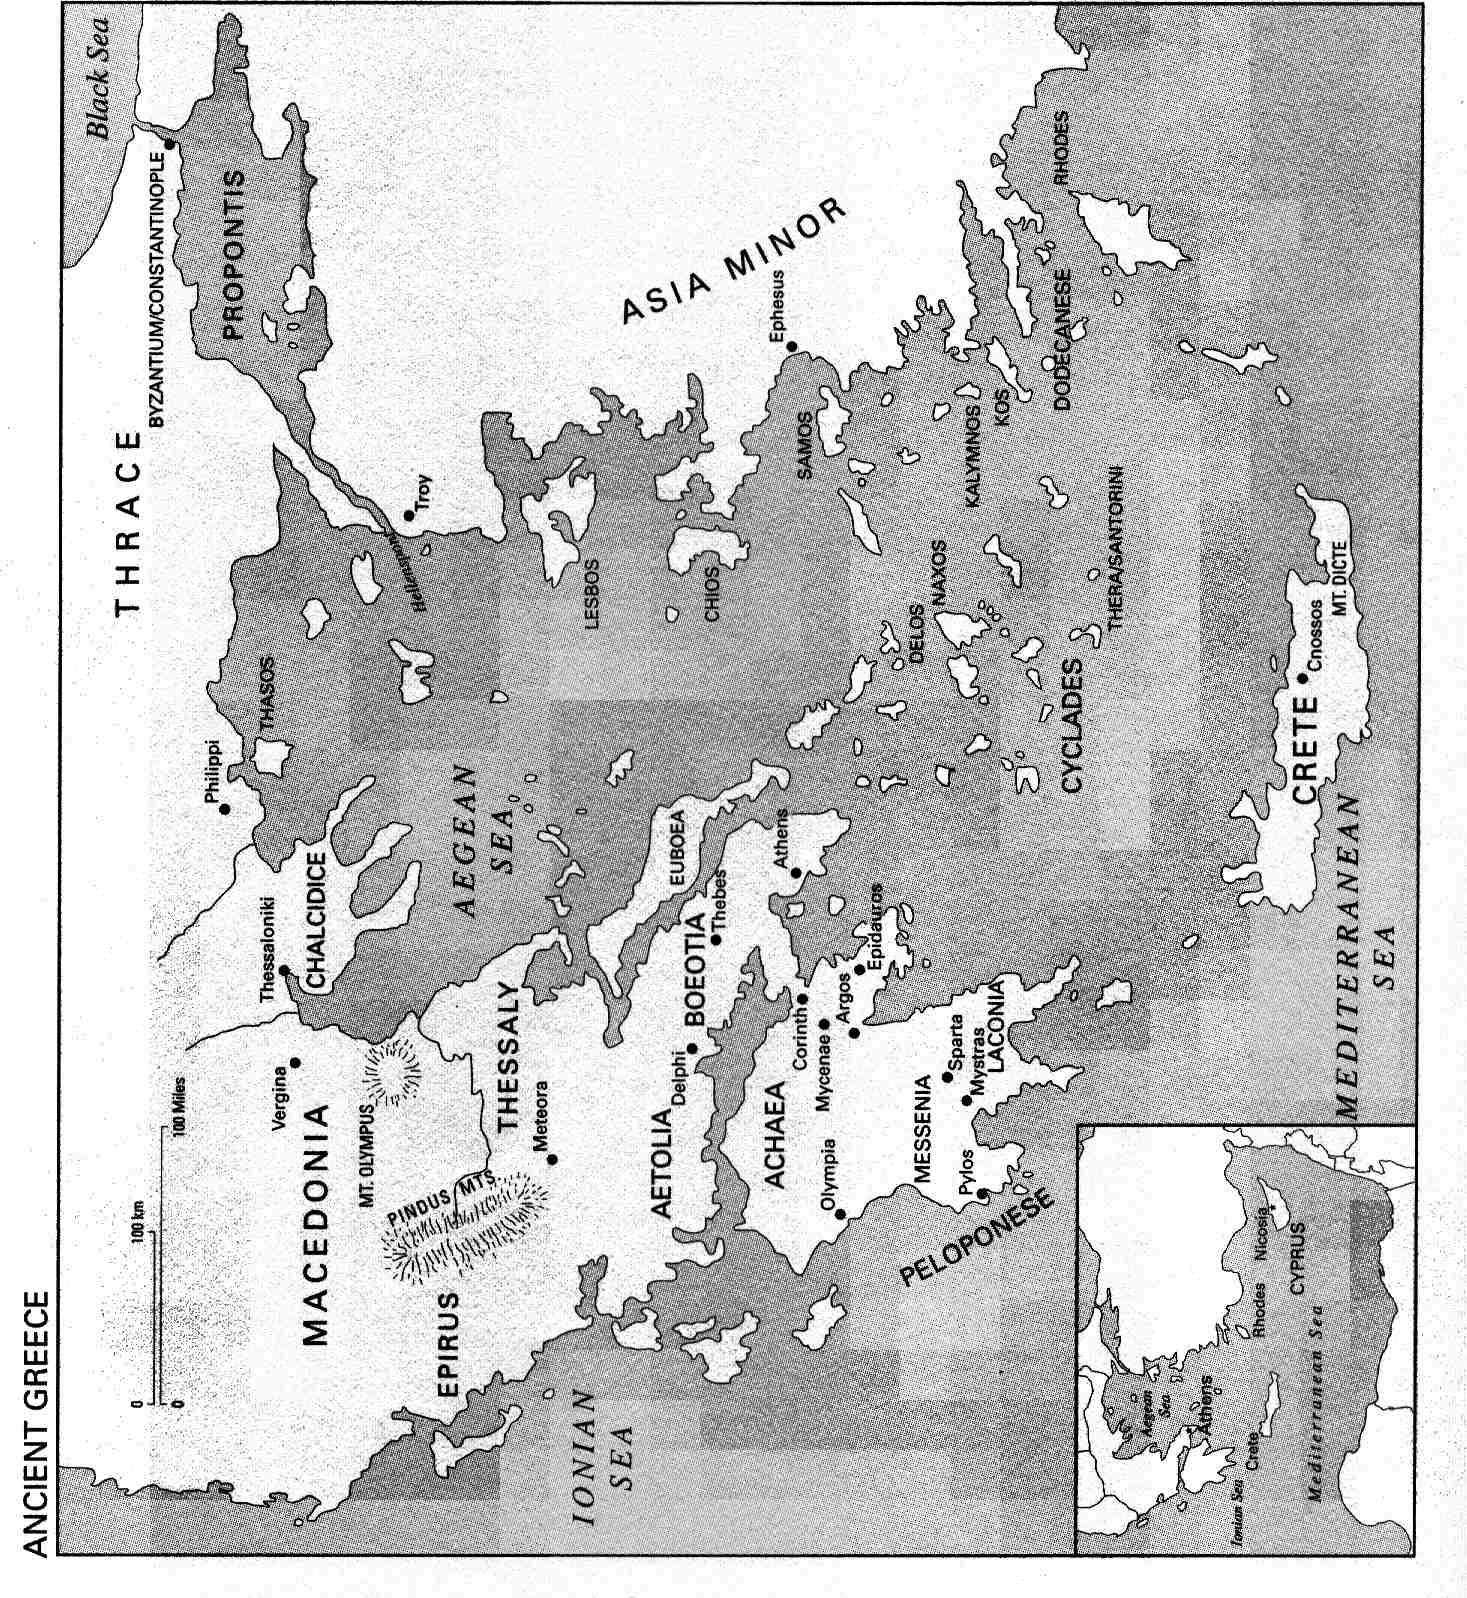 ANCIENT GREECE
Black Sea
BYZANTIUM/CONSTANTINOPLE
PROPONTIS
THRACE
Philippi
THASOS
Hellespont
Troy
ASIA MINOR
Thessaloniki
CHALCIDICE
AEGEAN
SEA
0
100 km
0
100 Miles
Vergina
MACEDONIA
MT. OLYMPUS
PINDUS MTS.
EPIRUS
THESSALY
Meteora
LESBOS
CHIOS
Ephesus
SAMOS
IONIAN
SEA
AETOLIA
Delphi
BOEOTIA
Thebes
EUBOEA
Athens
ACHAEA
Corinth
Mycenae
Argos
Epidauros
Olympia
MESSENIA
Sparta
Mystras
LACONIA
Pylos
PELOPONESE
DELOS
NAXOS
KALYMNOS
KOS
DODECANESE
RHODES
CYCLADES
THERA/SANTORINI
CRETE
Cnossos
MT. DICTE
MEDITERRANEAN
SEA
Aegean
Sea
Athens
Ionian Sea
Crete
Rhodes
Nicosia
CYPRUS
Mediterranean Sea